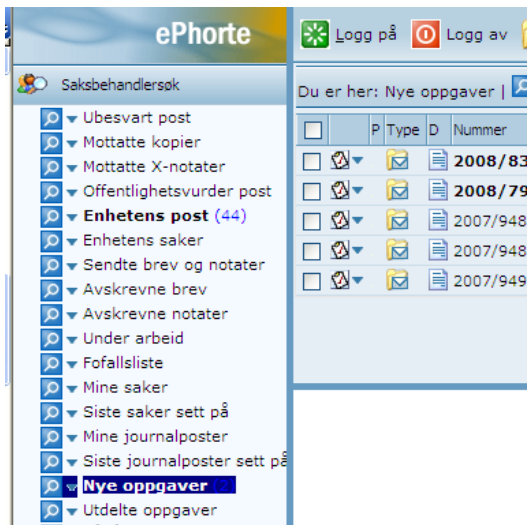 ePhorte
Saksbehandlersøk
Ubesvart post
Mottatte kopier
Mottatte X-notater
Offentlighetsvurder post
Enhetens post (44)
Enhetens saker
Sendte brev og notater
Avskrevne brev
Avskrevne notater
Under arbeid
Fofallsliste
Mine saker
Siste saker sett på
Mine journalposter
Siste journalposter sett på
Nye oppgaver (2)
Utdelte oppgaver
Logg på Logg av
Du er her: Nye oppgaver |
P Type D Nummer
2008/83
2008/79
2007/948
2007/948
2007/949